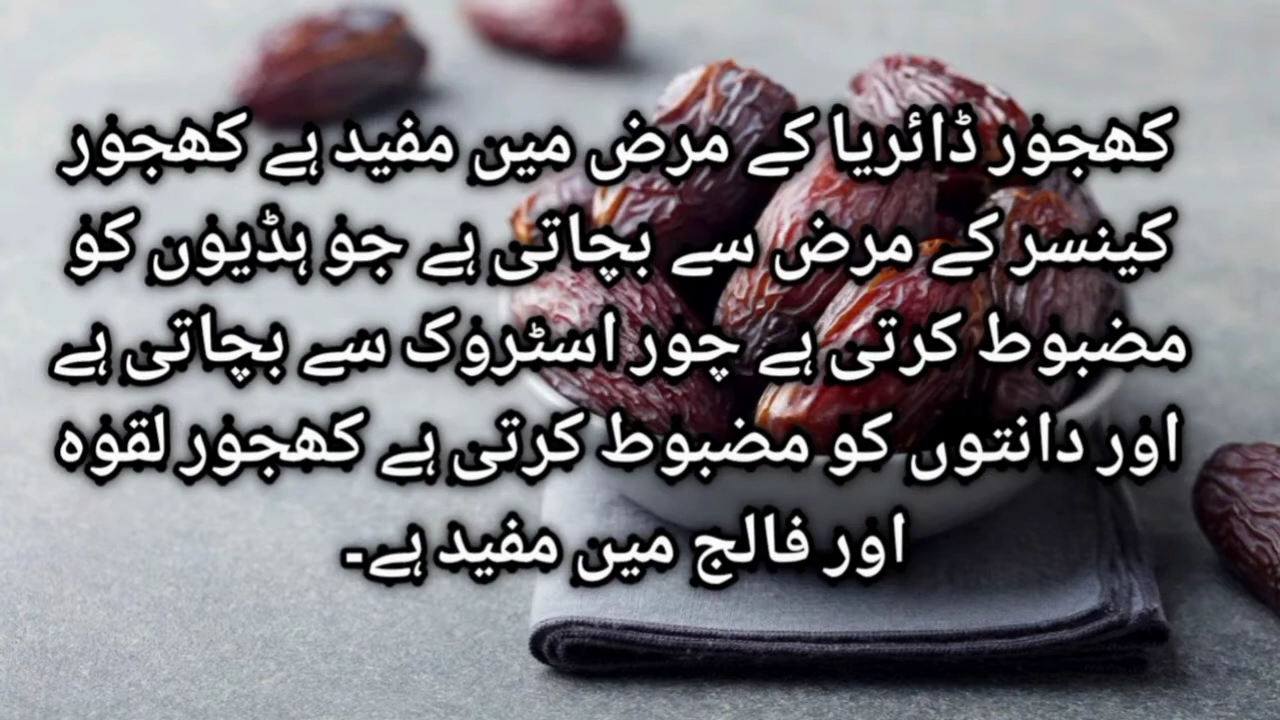 کھجور ڈائریا کے مرض میں مفید ہے کھجور
کینسر کے مرض سے بچاتی ہے جو ہڈیوں کو
مضبوط کرتی ہے چور اسٹروک سے بچاتی ہے
اور دانتوں کو مضبوط کرتی ہے کھجور لقوہ
اور فالج میں مفید ہے۔